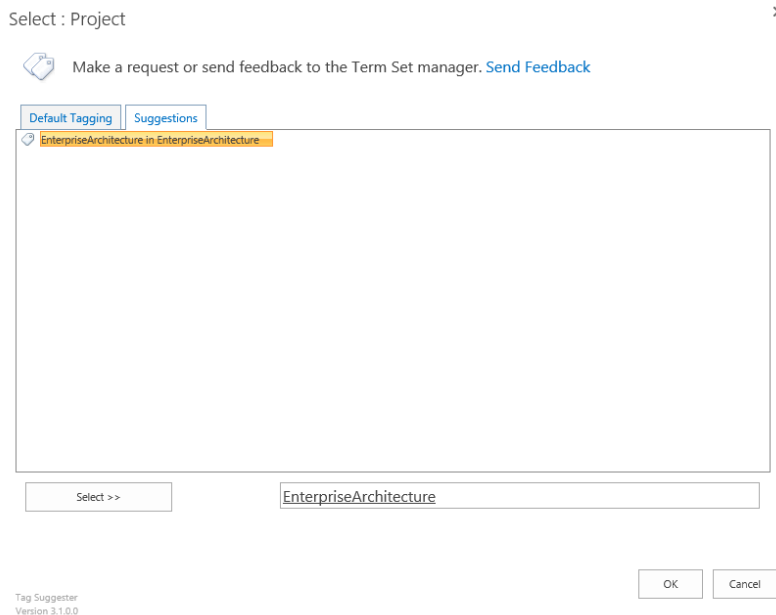 Select : Project
Make a request or send feedback to the Term Set manager. Send Feedback
Default Tagging Suggestions
EnterpriseArchitecture in EnterpriseArchitecture
Select >> EnterpriseArchitecture
OK Cancel
Tag Suggester
Version 3.1.0.0